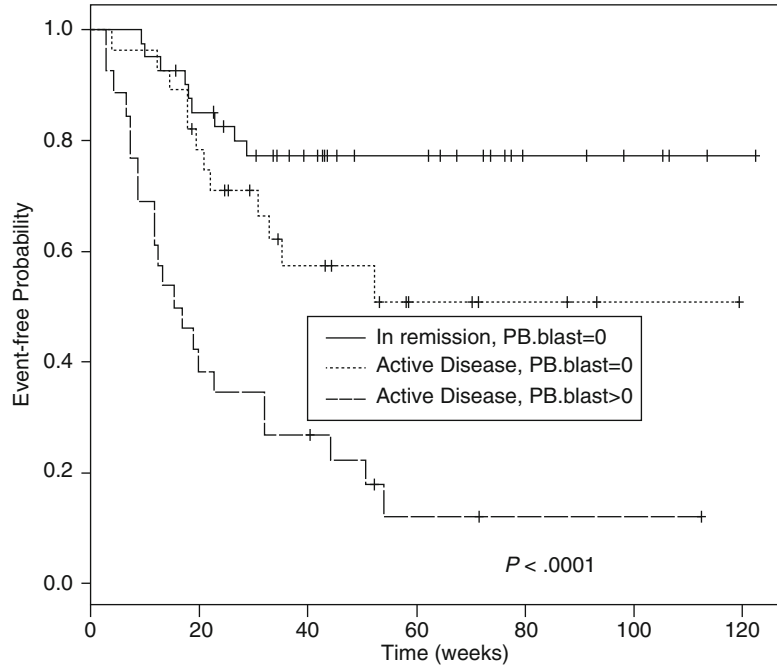 Event-free Probability
1.0
0.8
0.6
0.4
0.2
0.0
In remission, PB.blast=0
Active Disease, PB.blast=0
Active Disease, PB.blast>0
P < .0001
0 20 40 60 80 100 120
Time (weeks)